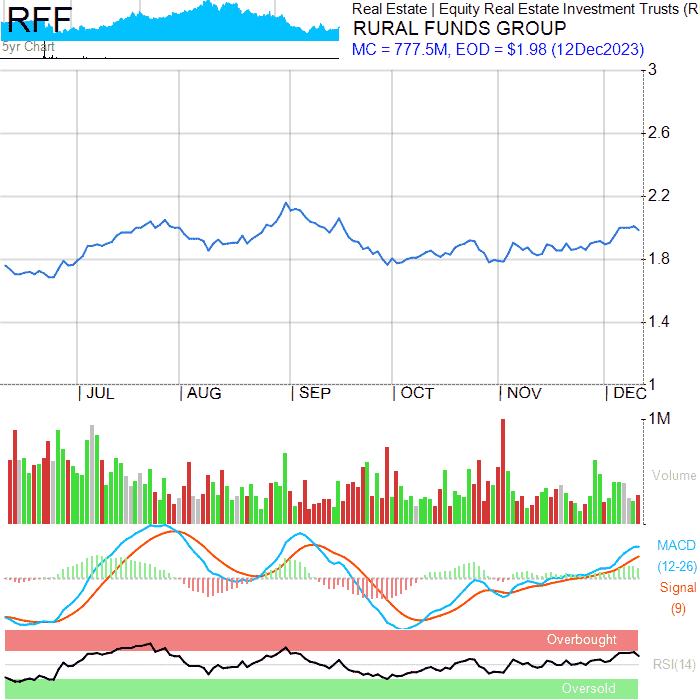 RFF
5yr Chart
Real Estate | Equity Real Estate Investment Trusts (R
RURAL FUNDS GROUP
MC = 777.5M, EOD = $1.98 (12Dec2023)
3
2.6
2.2
1.8
1.4
1
| JUL | AUG | SEP | OCT | NOV | DEC
1M
Volume
MACD
(12-26)
Signal
(9)
Overbought
RSI(14)
Oversold